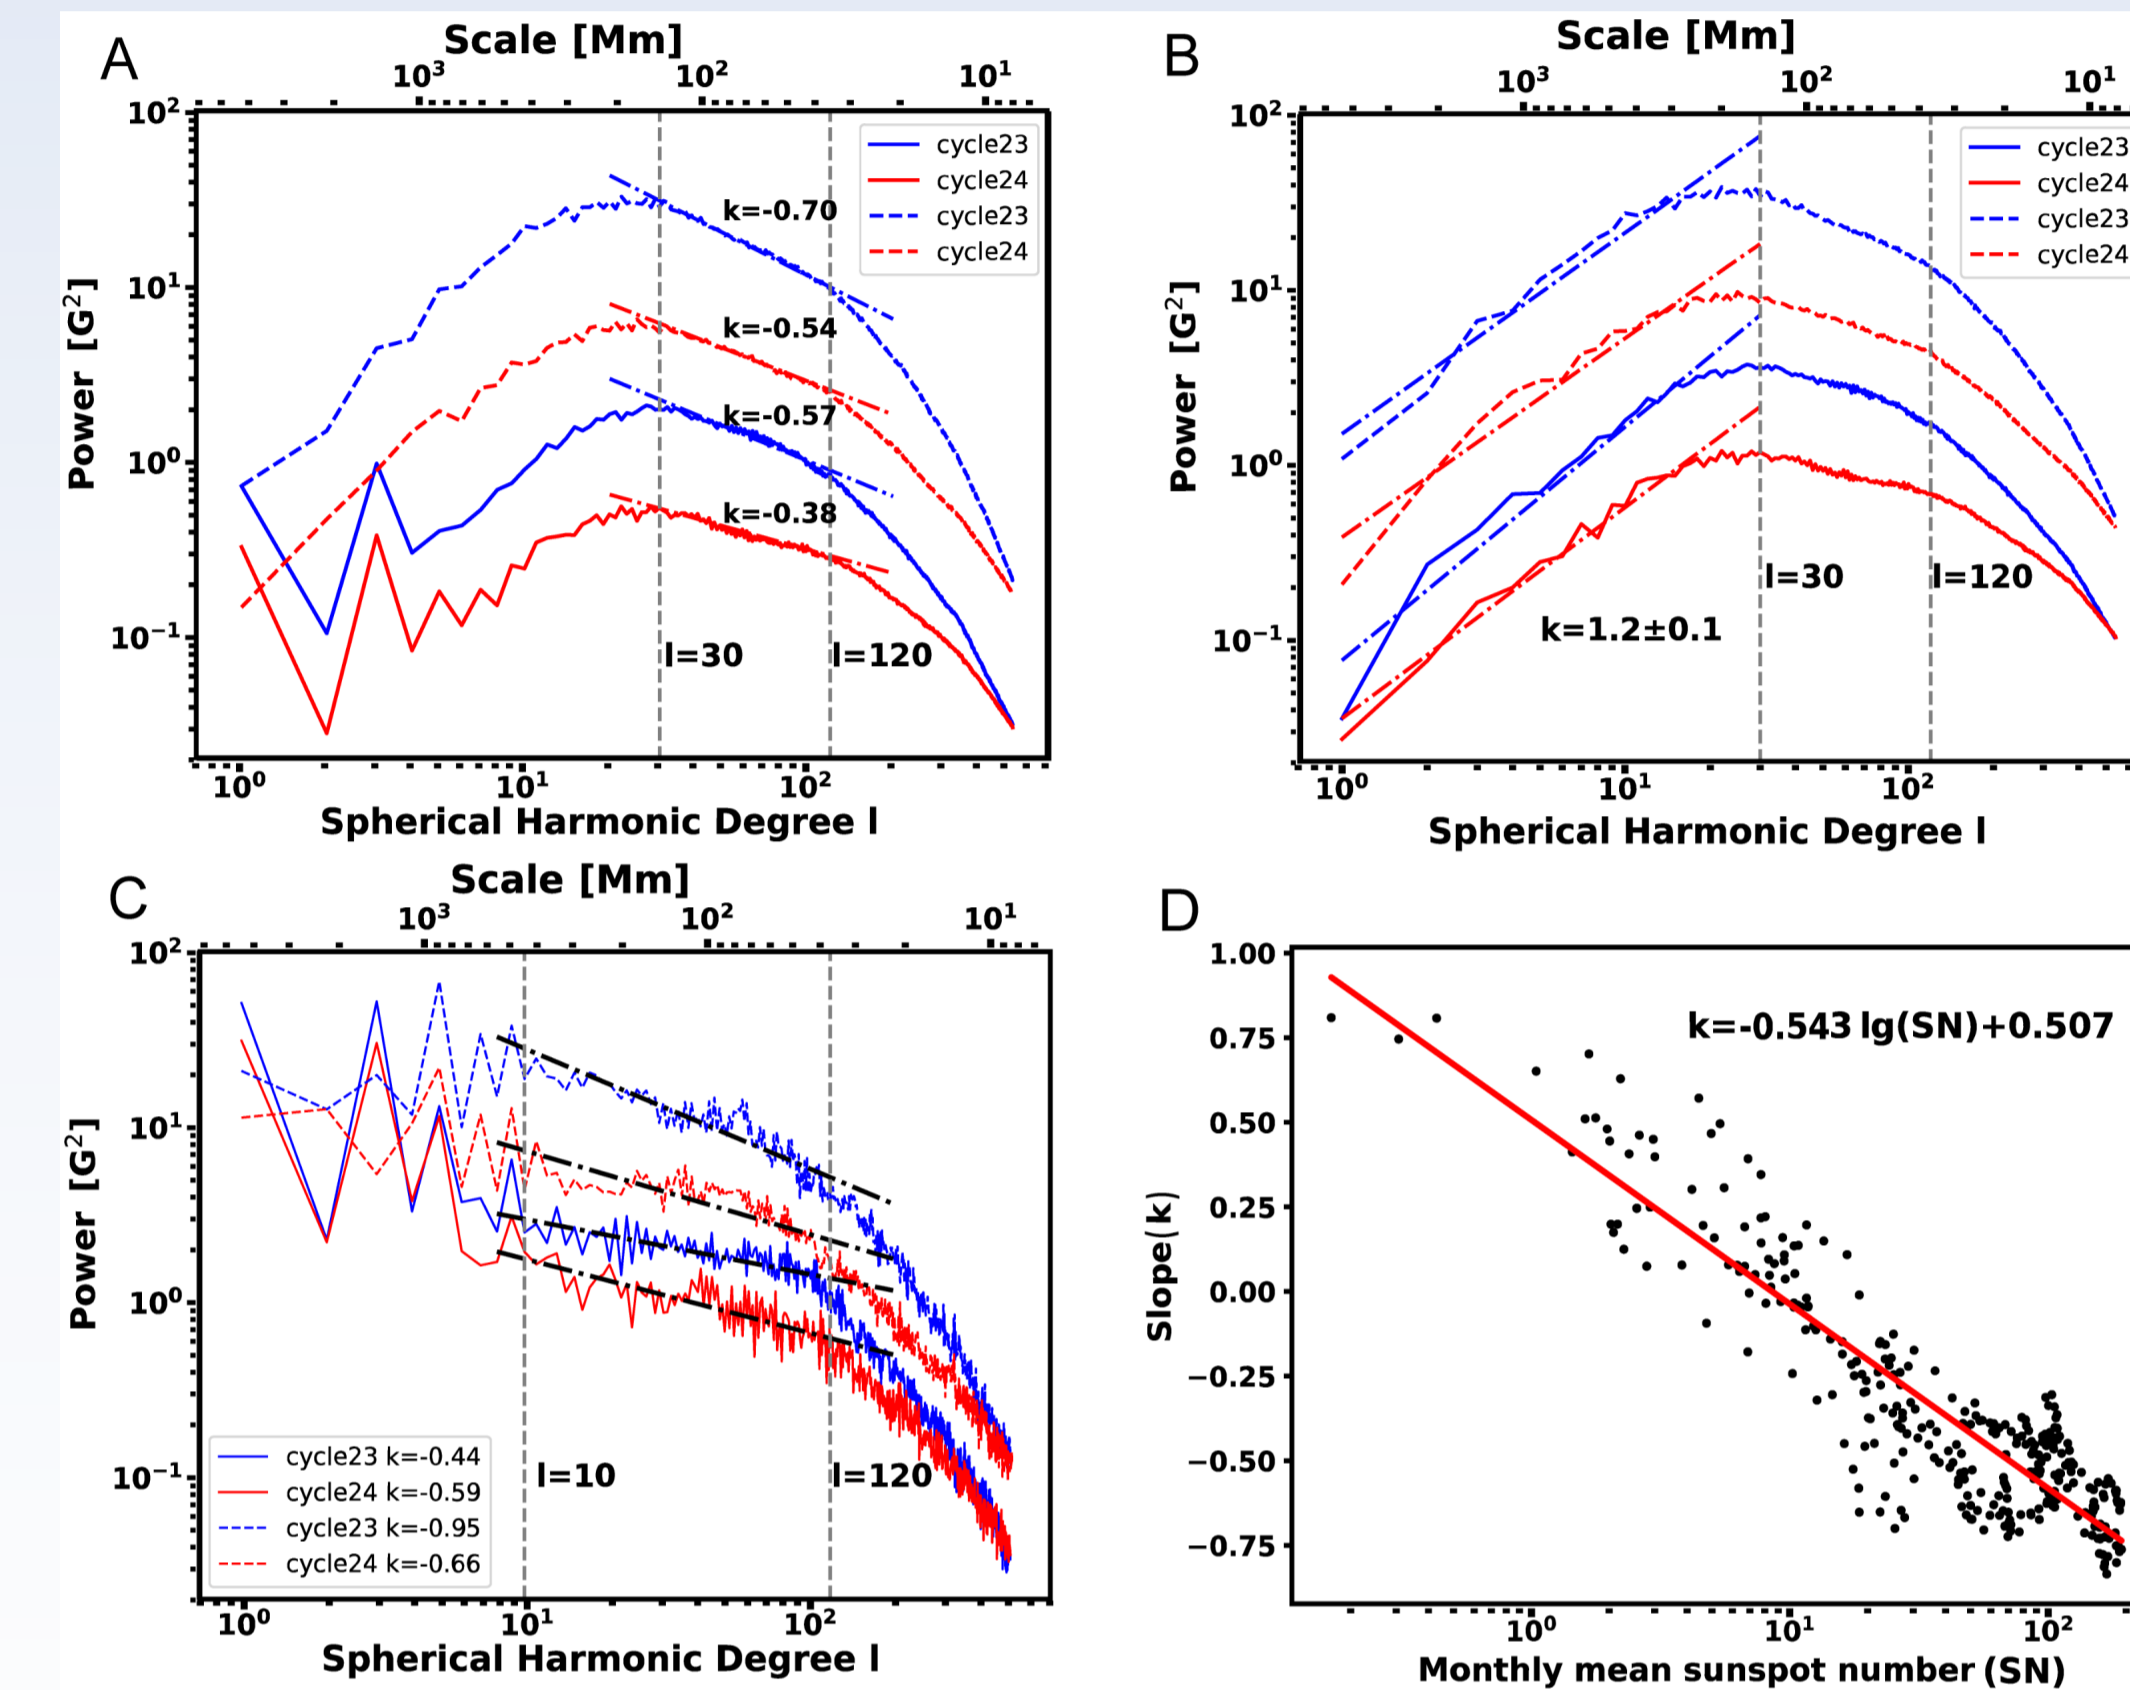 A
Scale [Mm]
10³ 10² 10¹
10²
10¹
10⁰
10⁻¹
Power [G²]
cycle23
cycle24
cycle23
cycle24
k=-0.70
k=-0.54
k=-0.57
k=-0.38
l=30 l=120
10⁰ 10¹ 10²
Spherical Harmonic Degree l
B
Scale [Mm]
10³ 10² 10¹
10²
10¹
10⁰
10⁻¹
Power [G²]
cycle23
cycle24
cycle23
cycle24
l=30 l=120
k=1.2±0.1
10⁰ 10¹ 10²
Spherical Harmonic Degree l
C
Scale [Mm]
10³ 10² 10¹
10²
10¹
10⁰
10⁻¹
Power [G²]
cycle23 k=-0.44
cycle24 k=-0.59
cycle23 k=-0.95
cycle24 k=-0.66
l=10 l=120
10⁰ 10¹ 10²
Spherical Harmonic Degree l
D
1.00
0.75
0.50
0.25
0.00
−0.25
−0.50
−0.75
Slope(k)
k=-0.543 lg(SN)+0.507
10⁰ 10¹ 10²
Monthly mean sunspot number (SN)